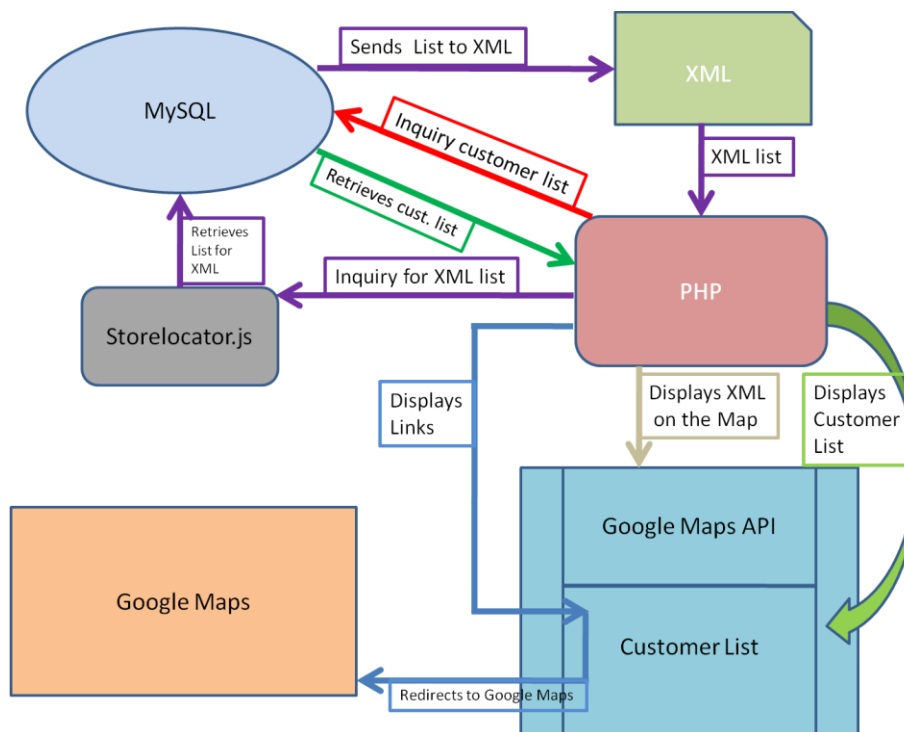 Sends List to XML
XML
MySQL
Inquiry customer list
XML list
Retrieves cust. list
Retrieves
List for
XML
Inquiry for XML list
PHP
Storelocator.js
Displays
Links
Displays XML
on the Map
Displays
Customer
List
Google Maps API
Google Maps
Customer List
Redirects to Google Maps